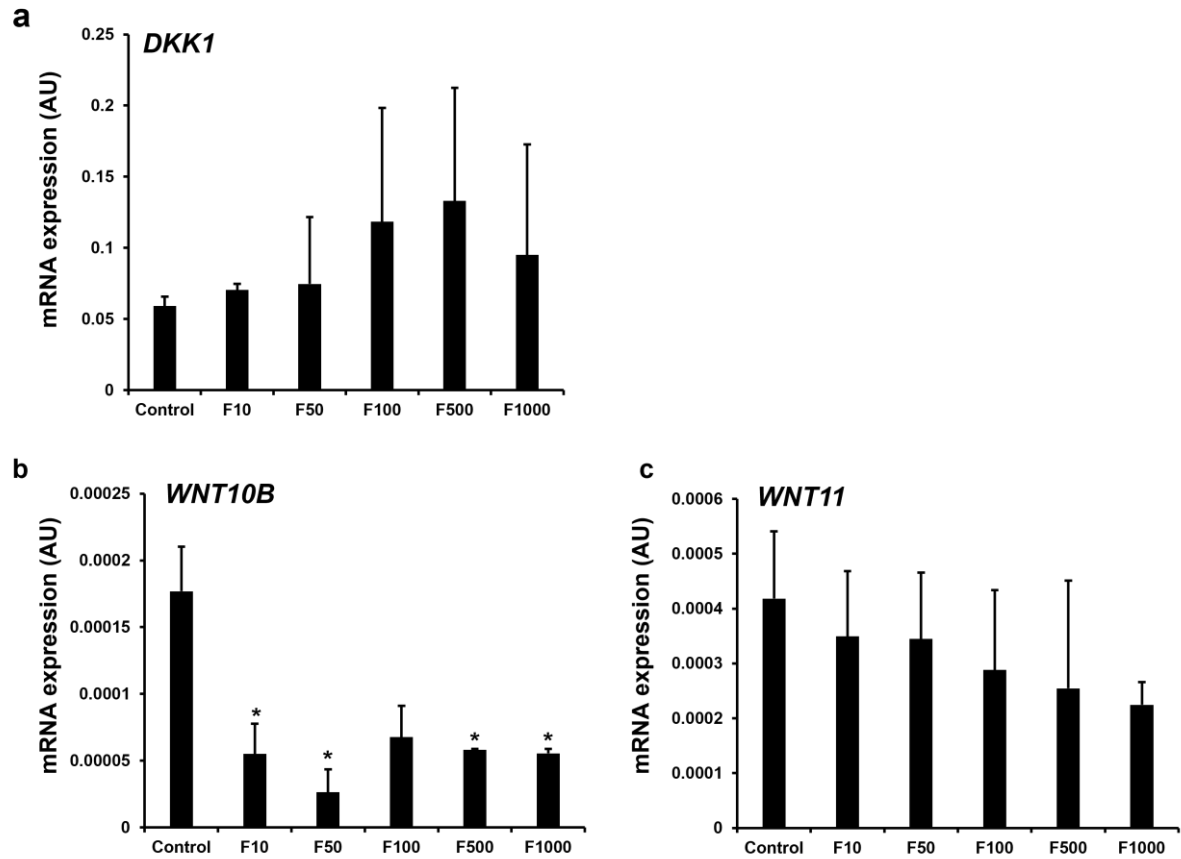 a
DKK1
mRNA expression (AU)
0.25
0.2
0.15
0.1
0.05
0
Control F10 F50 F100 F500 F1000
b
WNT10B
mRNA expression (AU)
0.00025
0.0002
0.00015
0.0001
0.00005
0
* * * *
Control F10 F50 F100 F500 F1000
c
WNT11
mRNA expression (AU)
0.0006
0.0005
0.0004
0.0003
0.0002
0.0001
0
Control F10 F50 F100 F500 F1000